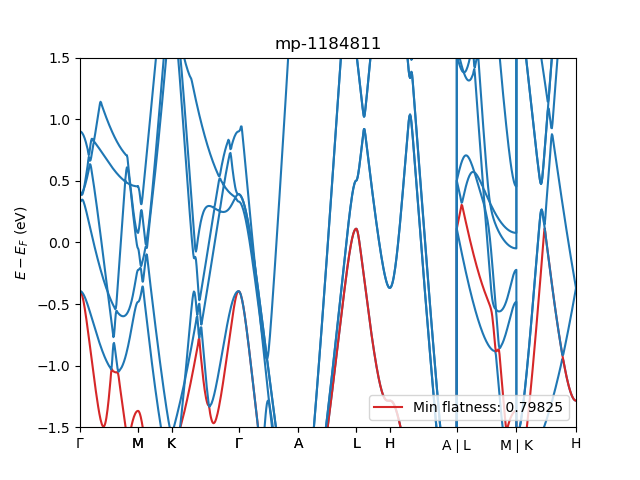 mp-1184811
E − E_F (eV)
1.5
1.0
0.5
0.0
−0.5
−1.0
−1.5
Min flatness: 0.79825
Γ M K Γ A L H A | L M | K H